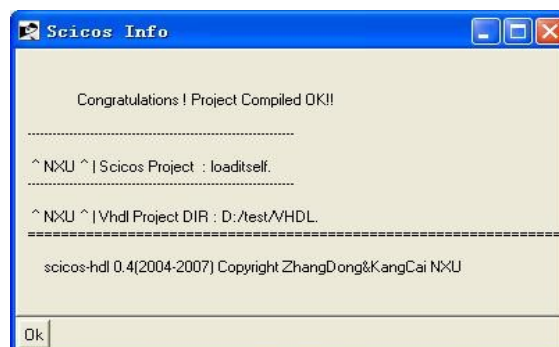 Scicos Info
Congratulations ! Project Compiled OK!!
---------------------------------------------------------------
^ NXU ^ | Scicos Project : loaditself.
---------------------------------------------------------------
^ NXU ^ | Vhdl Project DIR : D:/test/VHDL.
==================================================================
scicos-hdl 0.4(2004-2007) Copyright ZhangDong&KangCai NXU
Ok